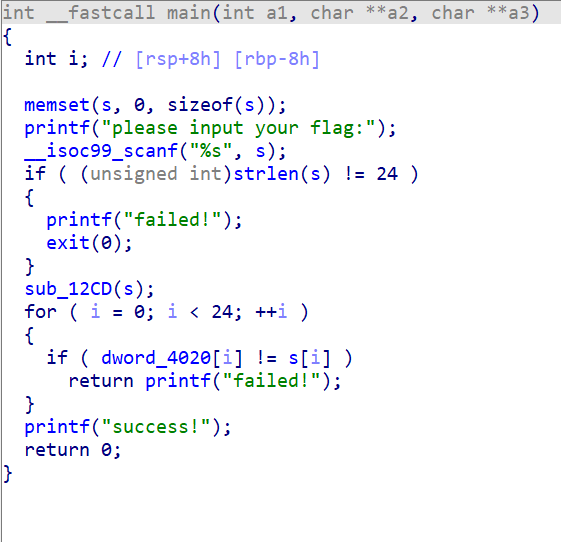 int __fastcall main(int a1, char **a2, char **a3)
{
  int i; // [rsp+8h] [rbp-8h]

  memset(s, 0, sizeof(s));
  printf("please input your flag:");
  __isoc99_scanf("%s", s);
  if ( (unsigned int)strlen(s) != 24 )
  {
    printf("failed!");
    exit(0);
  }
  sub_12CD(s);
  for ( i = 0; i < 24; ++i )
  {
    if ( dword_4020[i] != s[i] )
      return printf("failed!");
  }
  printf("success!");
  return 0;
}